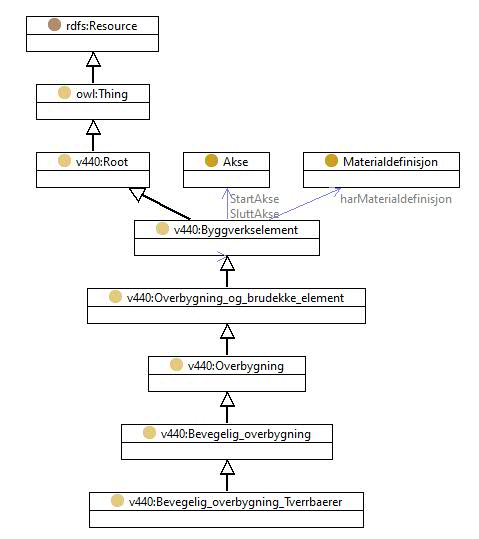 rdfs:Resource
owl:Thing
v440:Root
Akse
Materialdefinisjon
StartAkse
SluttAkse
harMaterialdefinisjon
v440:Byggverkselement
v440:Overbygning_og_brudekke_element
v440:Overbygning
v440:Bevegelig_overbygning
v440:Bevegelig_overbygning_Tverrbaerer